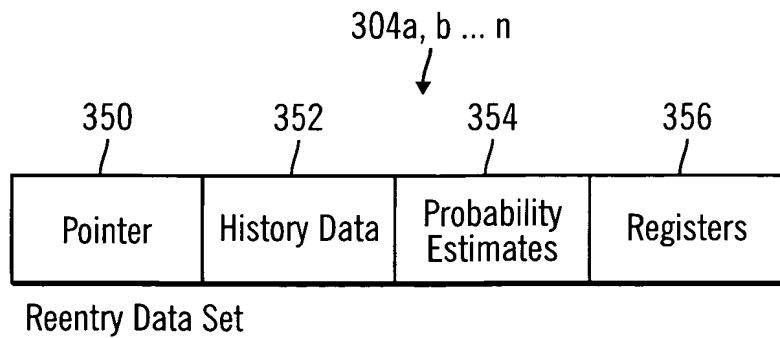 304a, b ... n
350 352 354 356
Pointer
History Data
Probability
Estimates
Registers
Reentry Data Set